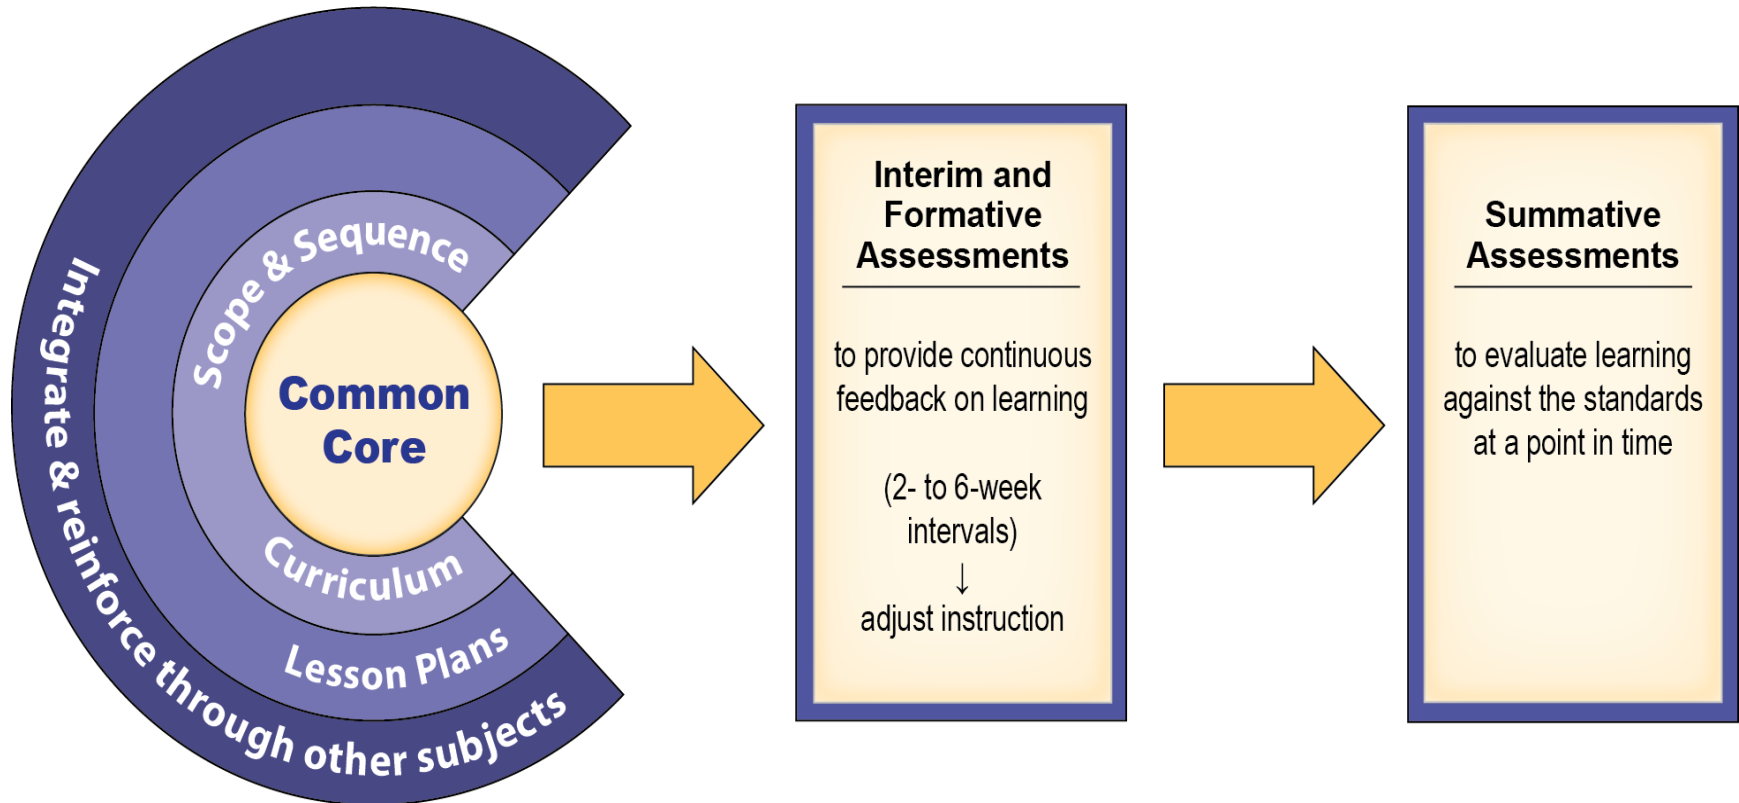 Integrate & reinforce through other subjects
Lesson Plans
Scope & Sequence
Curriculum
Common
Core
Interim and
Formative
Assessments
to provide continuous
feedback on learning
(2- to 6-week
intervals)
↓
adjust instruction
Summative
Assessments
to evaluate learning
against the standards
at a point in time